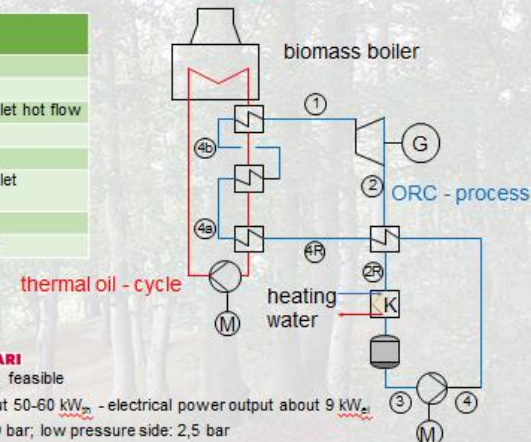 let hot flow
let
biomass boiler
1
G
4b
2
ORC - process
4a
4R
2R
thermal oil - cycle
heating
water
K
M
3
4
M
ARI
feasible
ut 50-60 kWth - electrical power output about 9 kWel
bar; low pressure side: 2,5 bar